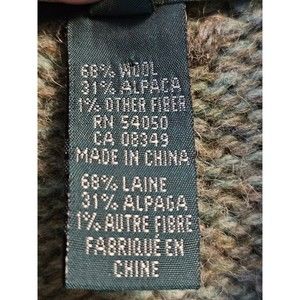 68% WOOL
31% ALPACA
1% OTHER FIBER
RN 54050
CA 08349
MADE IN CHINA
68% LAINE
31% ALPAGA
1% AUTRE FIBRE
FABRIQUÉ EN
CHINE